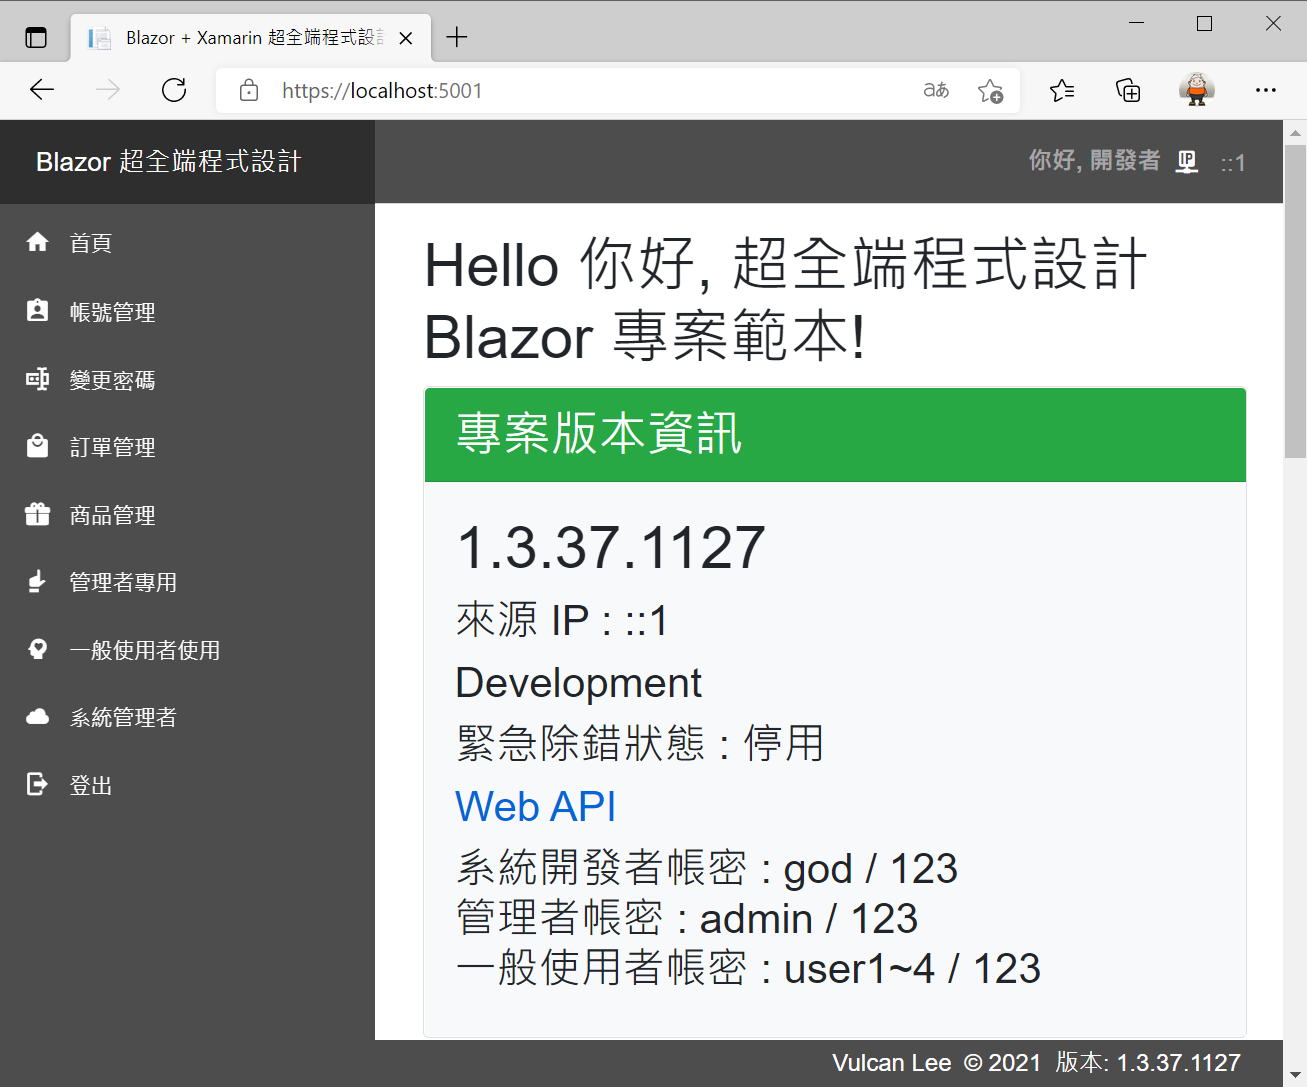 Blazor + Xamarin 超全端程式設
https://localhost:5001
aあ
Blazor 超全端程式設計
你好, 開發者 IP ::1
首頁
帳號管理
變更密碼
訂單管理
商品管理
管理者專用
一般使用者使用
系統管理者
登出
Hello 你好, 超全端程式設計
Blazor 專案範本!
專案版本資訊
1.3.37.1127
來源 IP : ::1
Development
緊急除錯狀態 : 停用
Web API
系統開發者帳密 : god / 123
管理者帳密 : admin / 123
一般使用者帳密 : user1~4 / 123
Vulcan Lee © 2021 版本: 1.3.37.1127